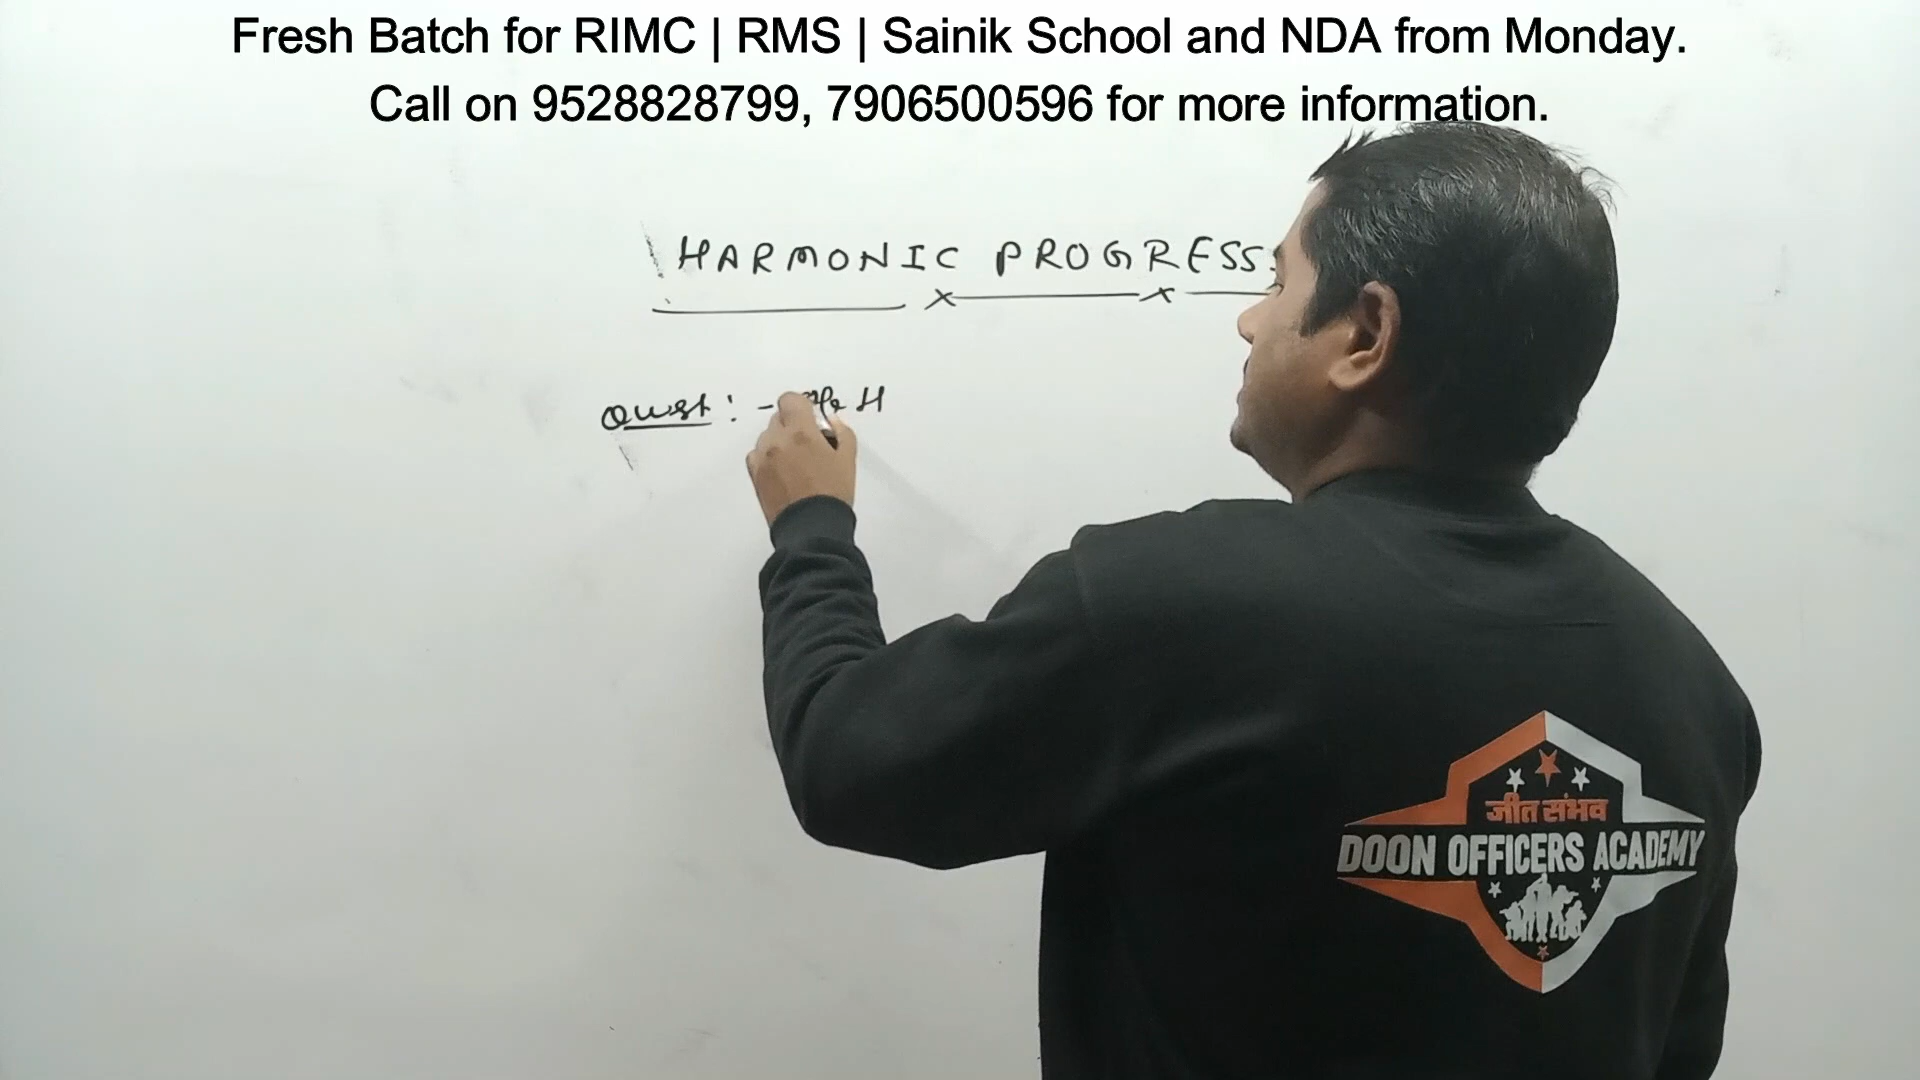 Fresh Batch for RIMC | RMS | Sainik School and NDA from Monday.
Call on 9528828799, 7906500596 for more information.
HARMONIC PROGRESS
Quest : - H
जीत संभव
DOON OFFICERS ACADEMY